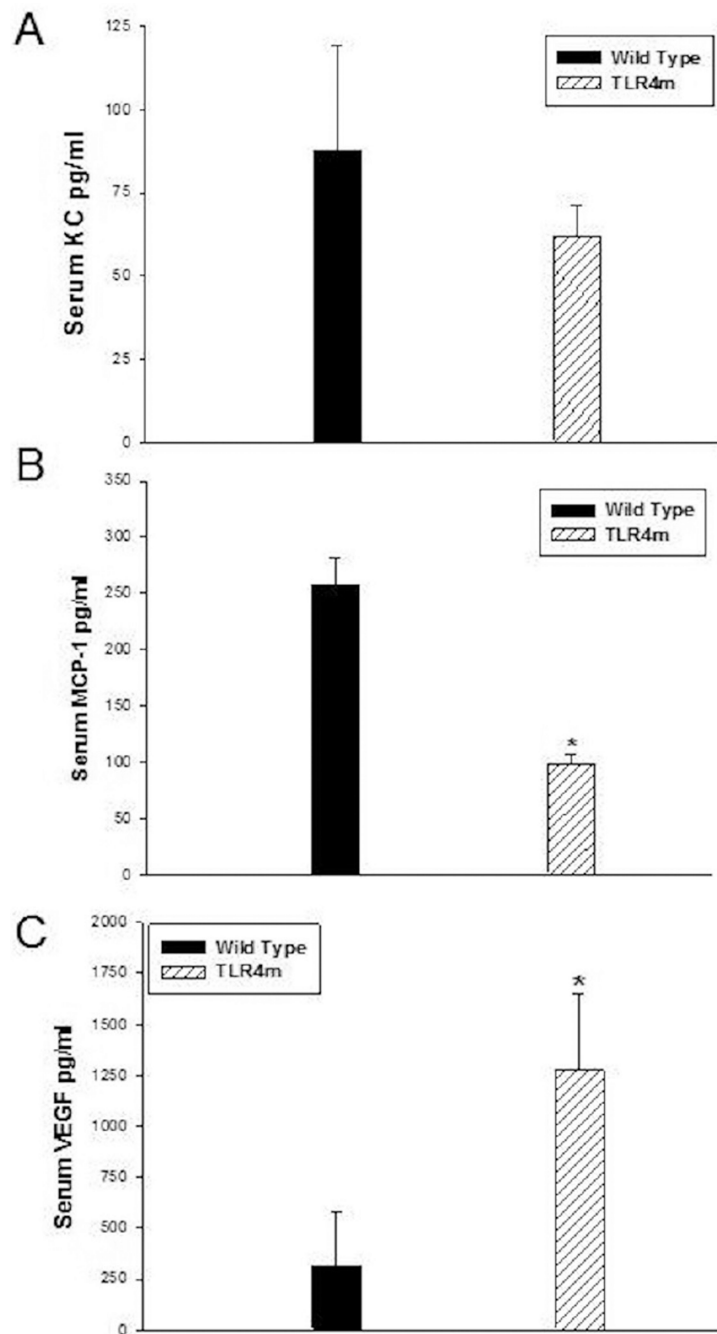 A
Serum KC pg/ml
125
100
75
50
25
0
Wild Type
TLR4m
B
Serum MCP-1 pg/ml
350
300
250
200
150
100
50
0
Wild Type
TLR4m
*
C
Serum VEGF pg/ml
2000
1750
1500
1250
1000
750
500
250
0
Wild Type
TLR4m
*